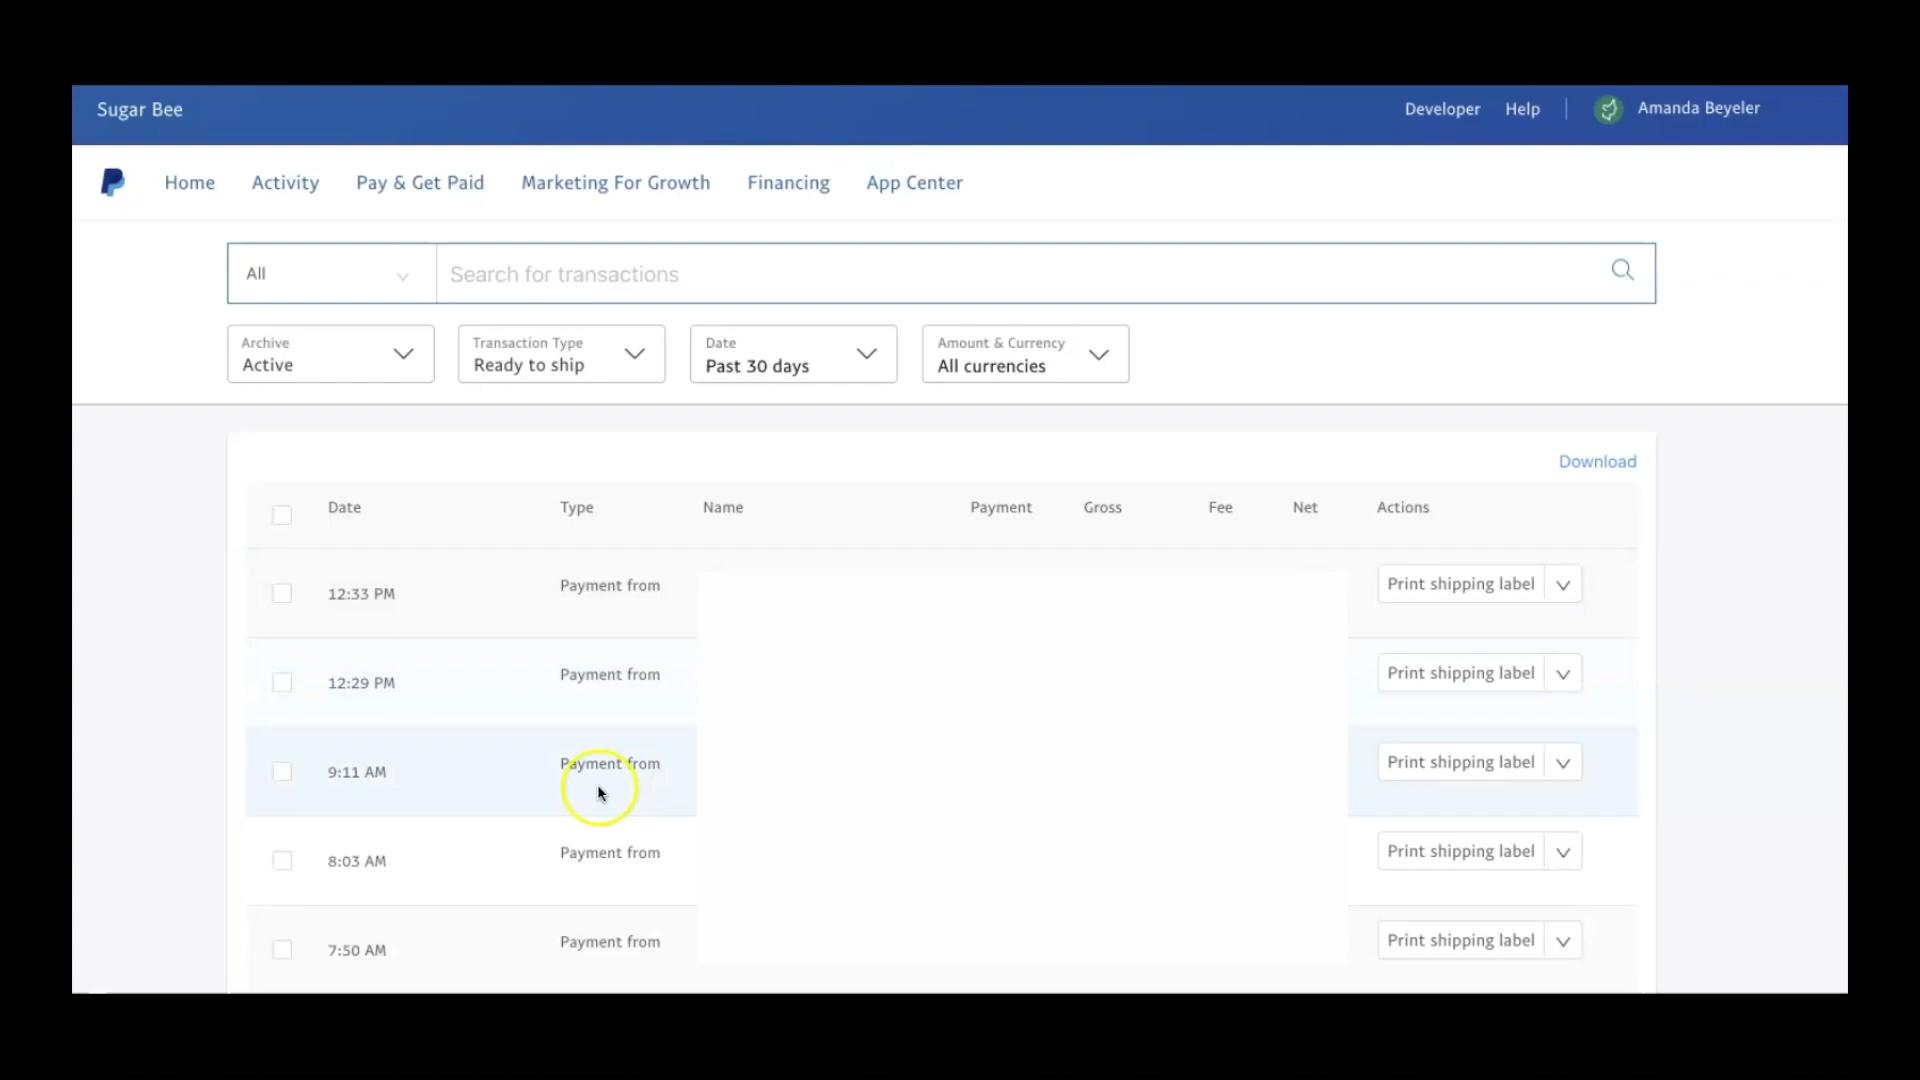 Sugar Bee
Developer Help Amanda Beyeler
Home Activity Pay & Get Paid Marketing For Growth Financing App Center
All Search for transactions
Archive
Active
Transaction Type
Ready to ship
Date
Past 30 days
Amount & Currency
All currencies
Download
Date Type Name Payment Gross Fee Net Actions
12:33 PM Payment from Print shipping label
12:29 PM Payment from Print shipping label
9:11 AM Payment from Print shipping label
8:03 AM Payment from Print shipping label
7:50 AM Payment from Print shipping label